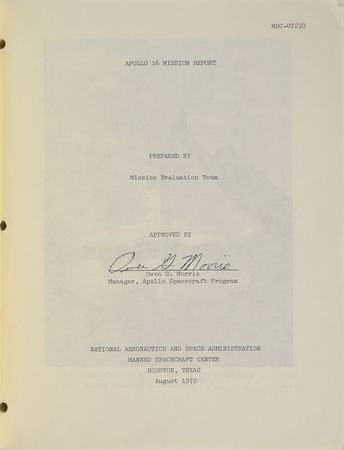 MSC-07230
APOLLO 16 MISSION REPORT
PREPARED BY
Mission Evaluation Team
APPROVED BY
Owen G. Morris
Owen G. Morris
Manager, Apollo Spacecraft Program
NATIONAL AERONAUTICS AND SPACE ADMINISTRATION
MANNED SPACECRAFT CENTER
HOUSTON, TEXAS
August 1972